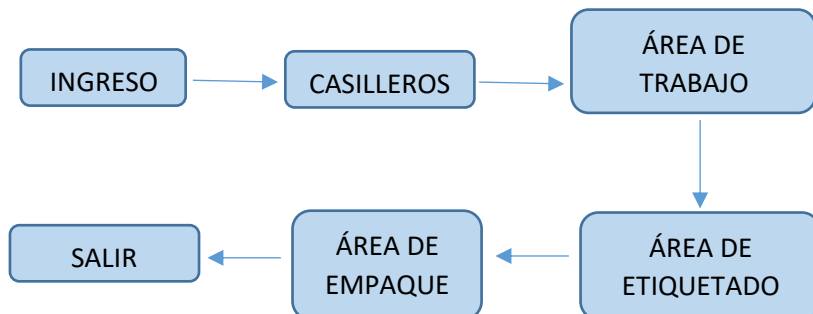 INGRESO
CASILLEROS
ÁREA DE
TRABAJO
SALIR
ÁREA DE
EMPAQUE
ÁREA DE
ETIQUETADO